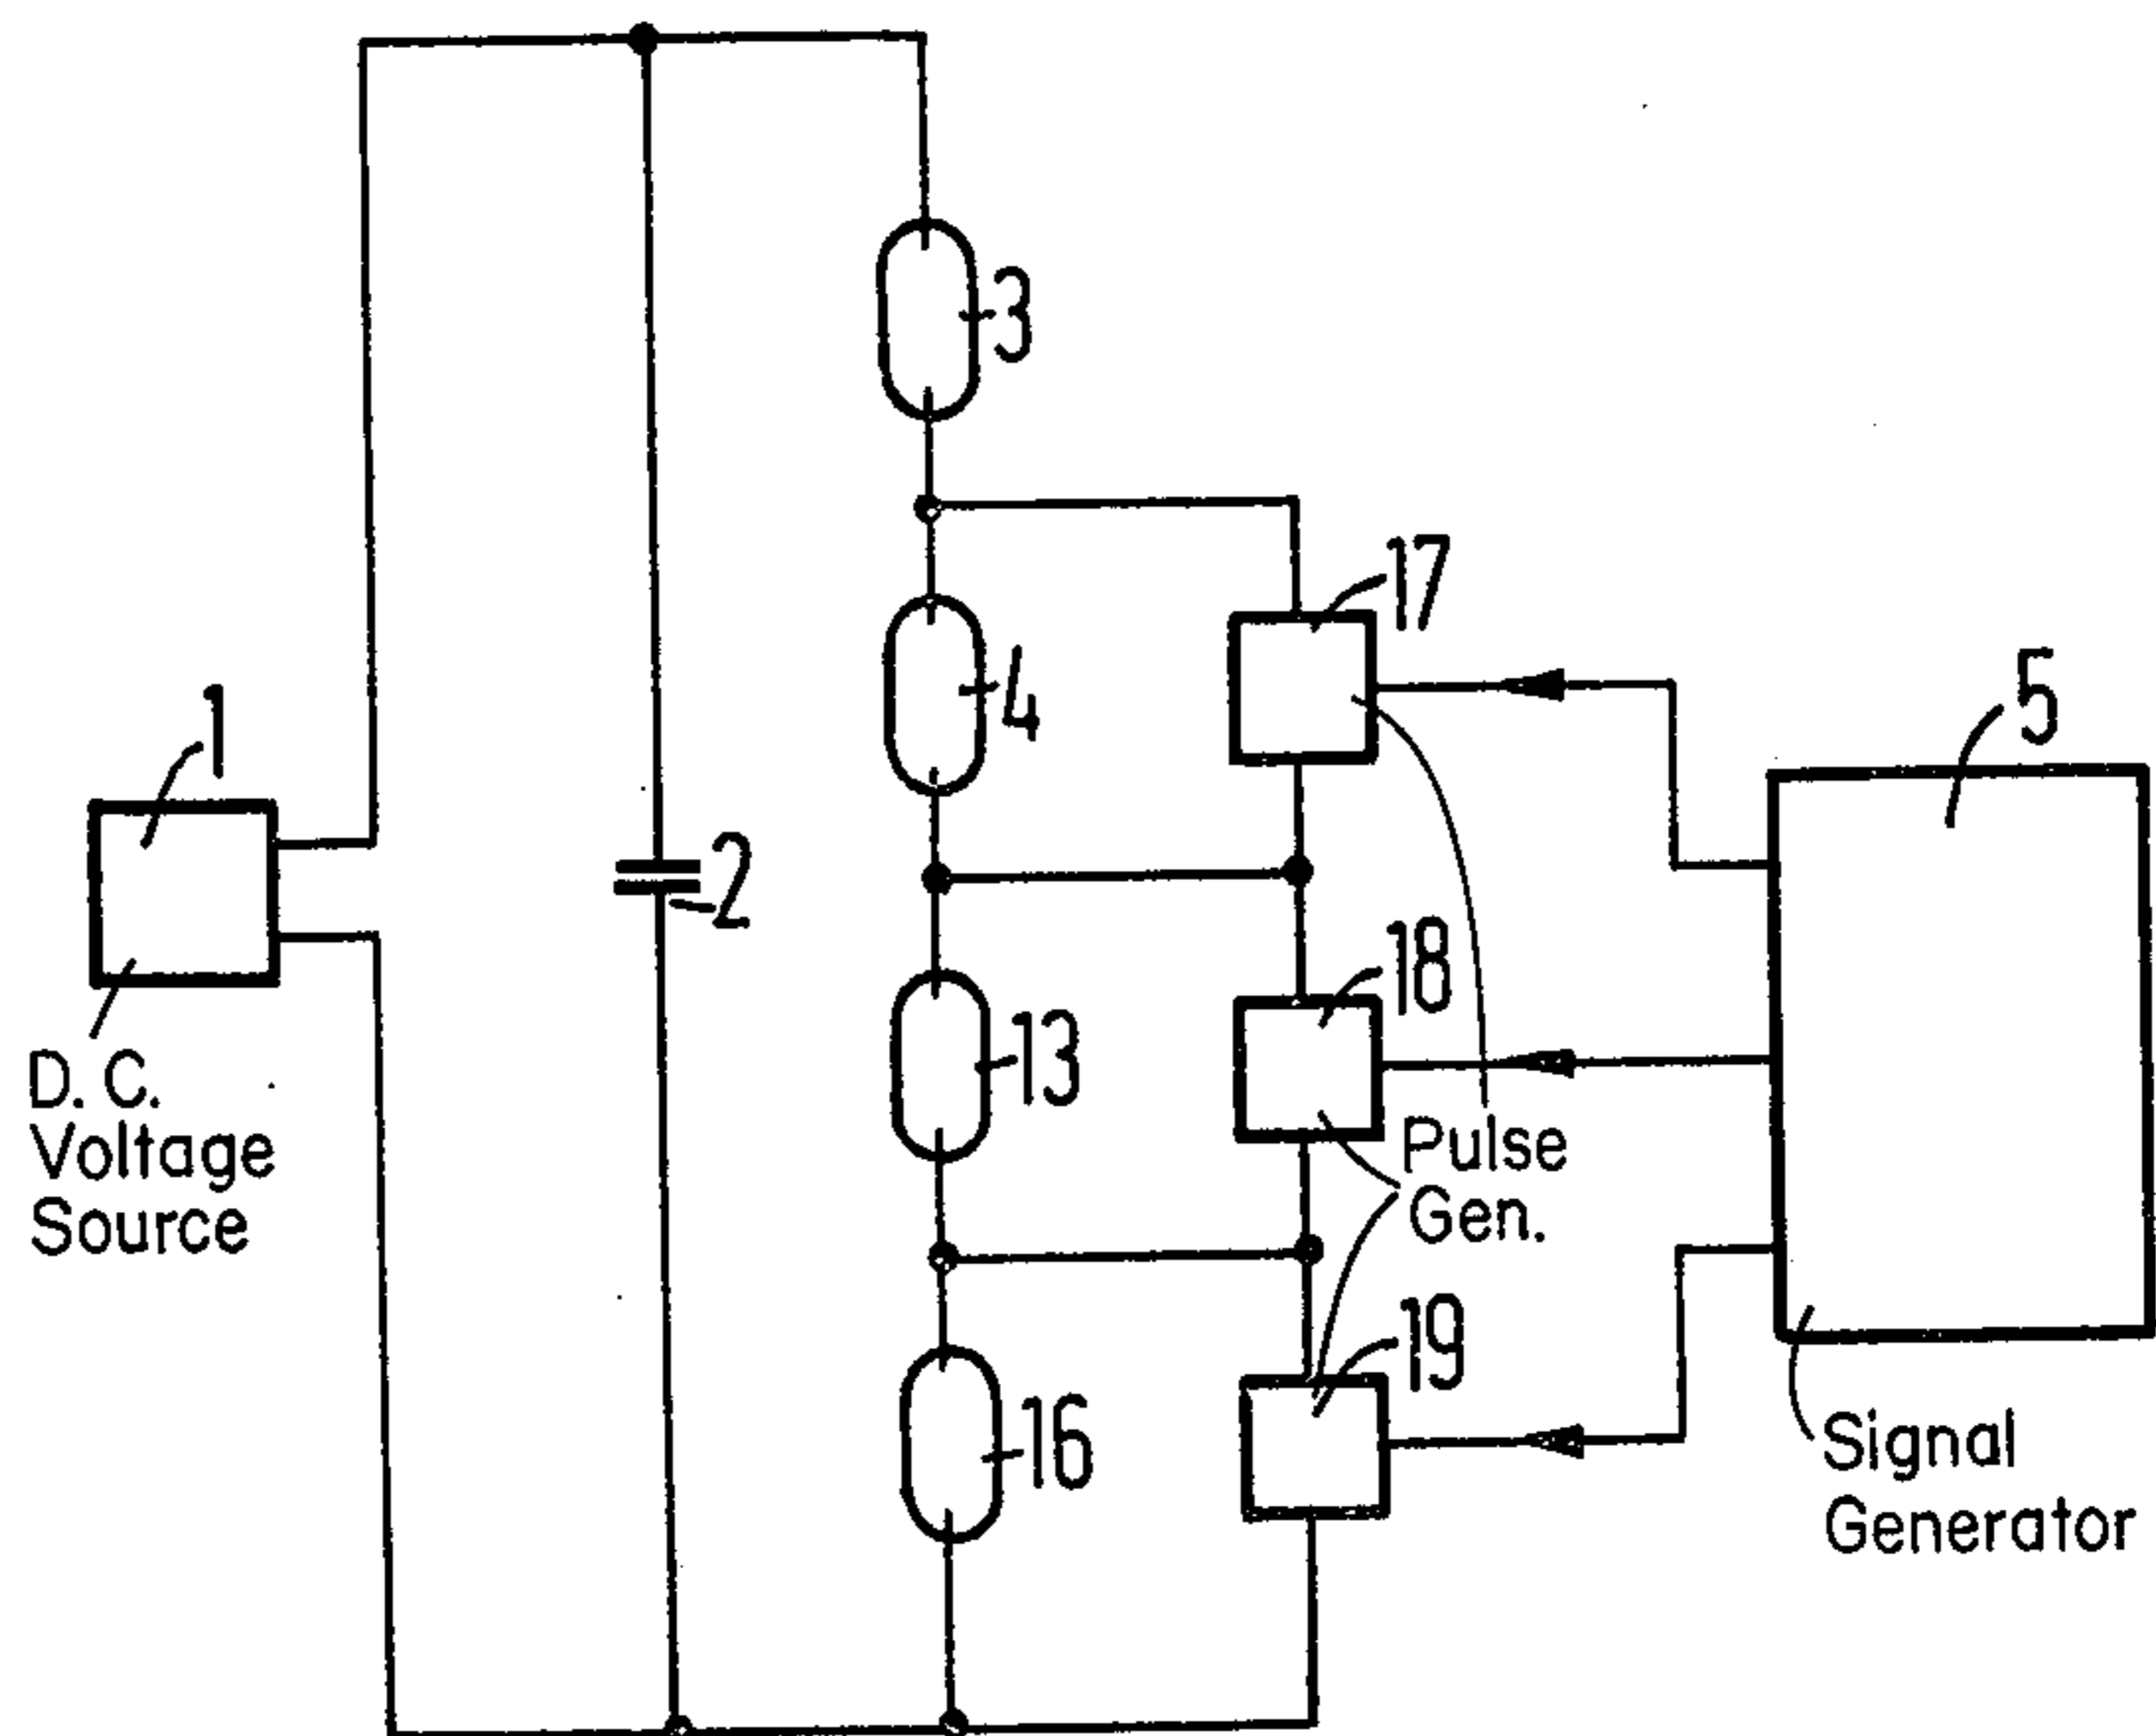 3
17
4
5
1
2
18
13
D. C.
Voltage
Source
Pulse
Gen.
19
16
Signal
Generator